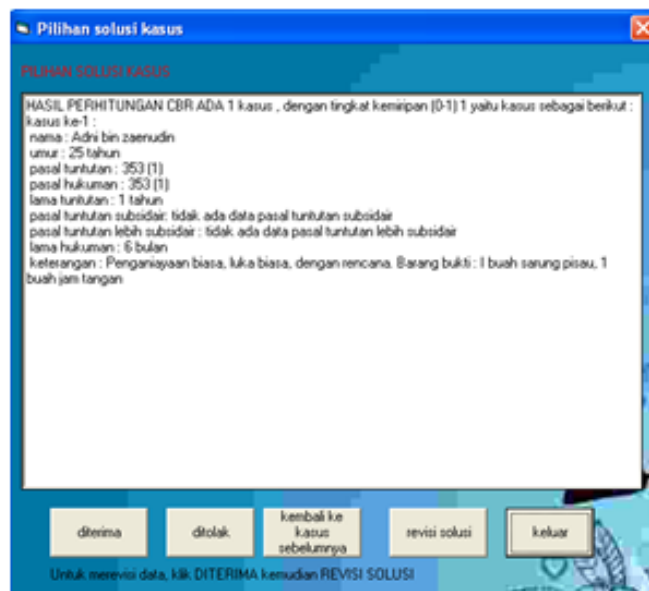 Pilihan solusi kasus
PILIHAN SOLUSI KASUS
HASIL PERHITUNGAN CBR ADA 1 kasus , dengan tingkat kemiripan (0-1) 1 yaitu kasus sebagai berikut :
kasus ke-1 :
nama : Adni bin zaenudin
umur : 25 tahun
pasal tuntutan : 353 (1)
pasal hukuman : 353 (1)
lama tuntutan : 1 tahun
pasal tuntutan subsidair: tidak ada data pasal tuntutan subsidair
pasal tuntutan lebih subsidair : tidak ada data pasal tuntutan lebih subsidair
lama hukuman : 6 bulan
keterangan : Penganiayaan biasa, luka biasa, dengan rencana. Barang bukti : I buah sarung pisau, 1
buah jam tangan
diterima
ditolak
kembali ke
kasus
sebelumnya
revisi solusi
keluar
Untuk merevisi data, klik DITERIMA kemudian REVISI SOLUSI